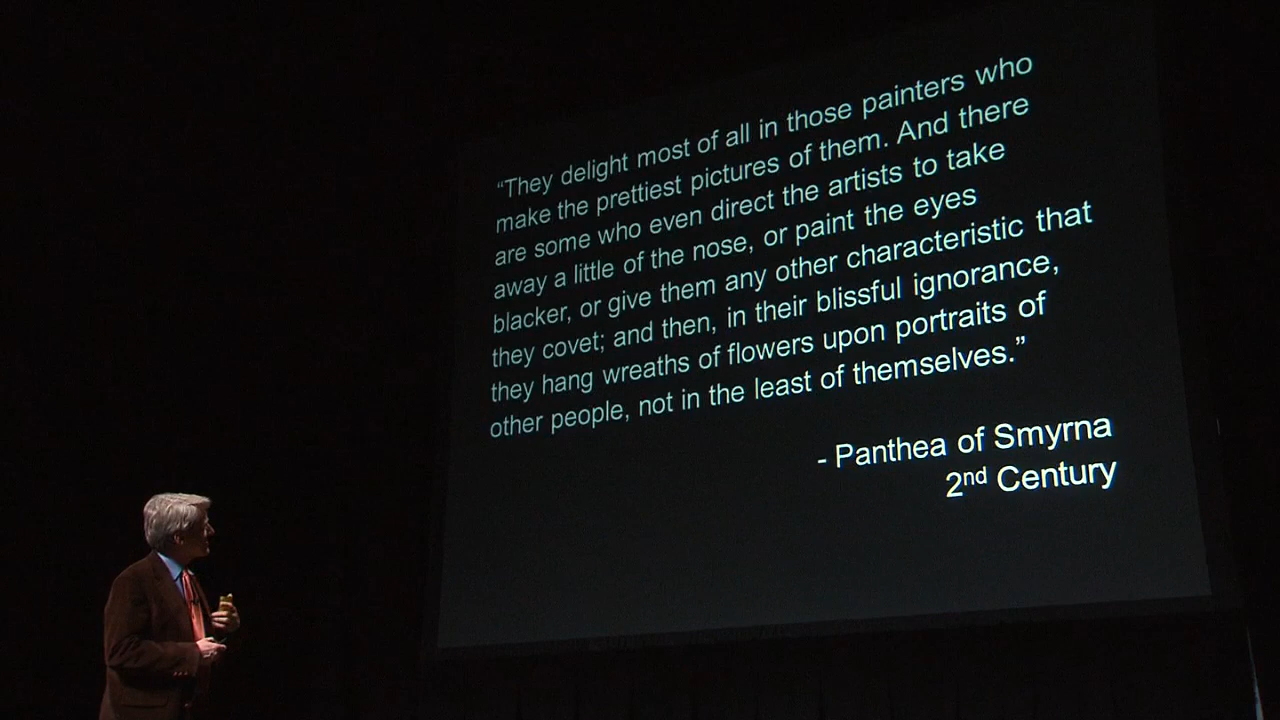 “They delight most of all in those painters who
make the prettiest pictures of them. And there
are some who even direct the artists to take
away a little of the nose, or paint the eyes
blacker, or give them any other characteristic that
they covet; and then, in their blissful ignorance,
they hang wreaths of flowers upon portraits of
other people, not in the least of themselves.”
- Panthea of Smyrna
2nd Century